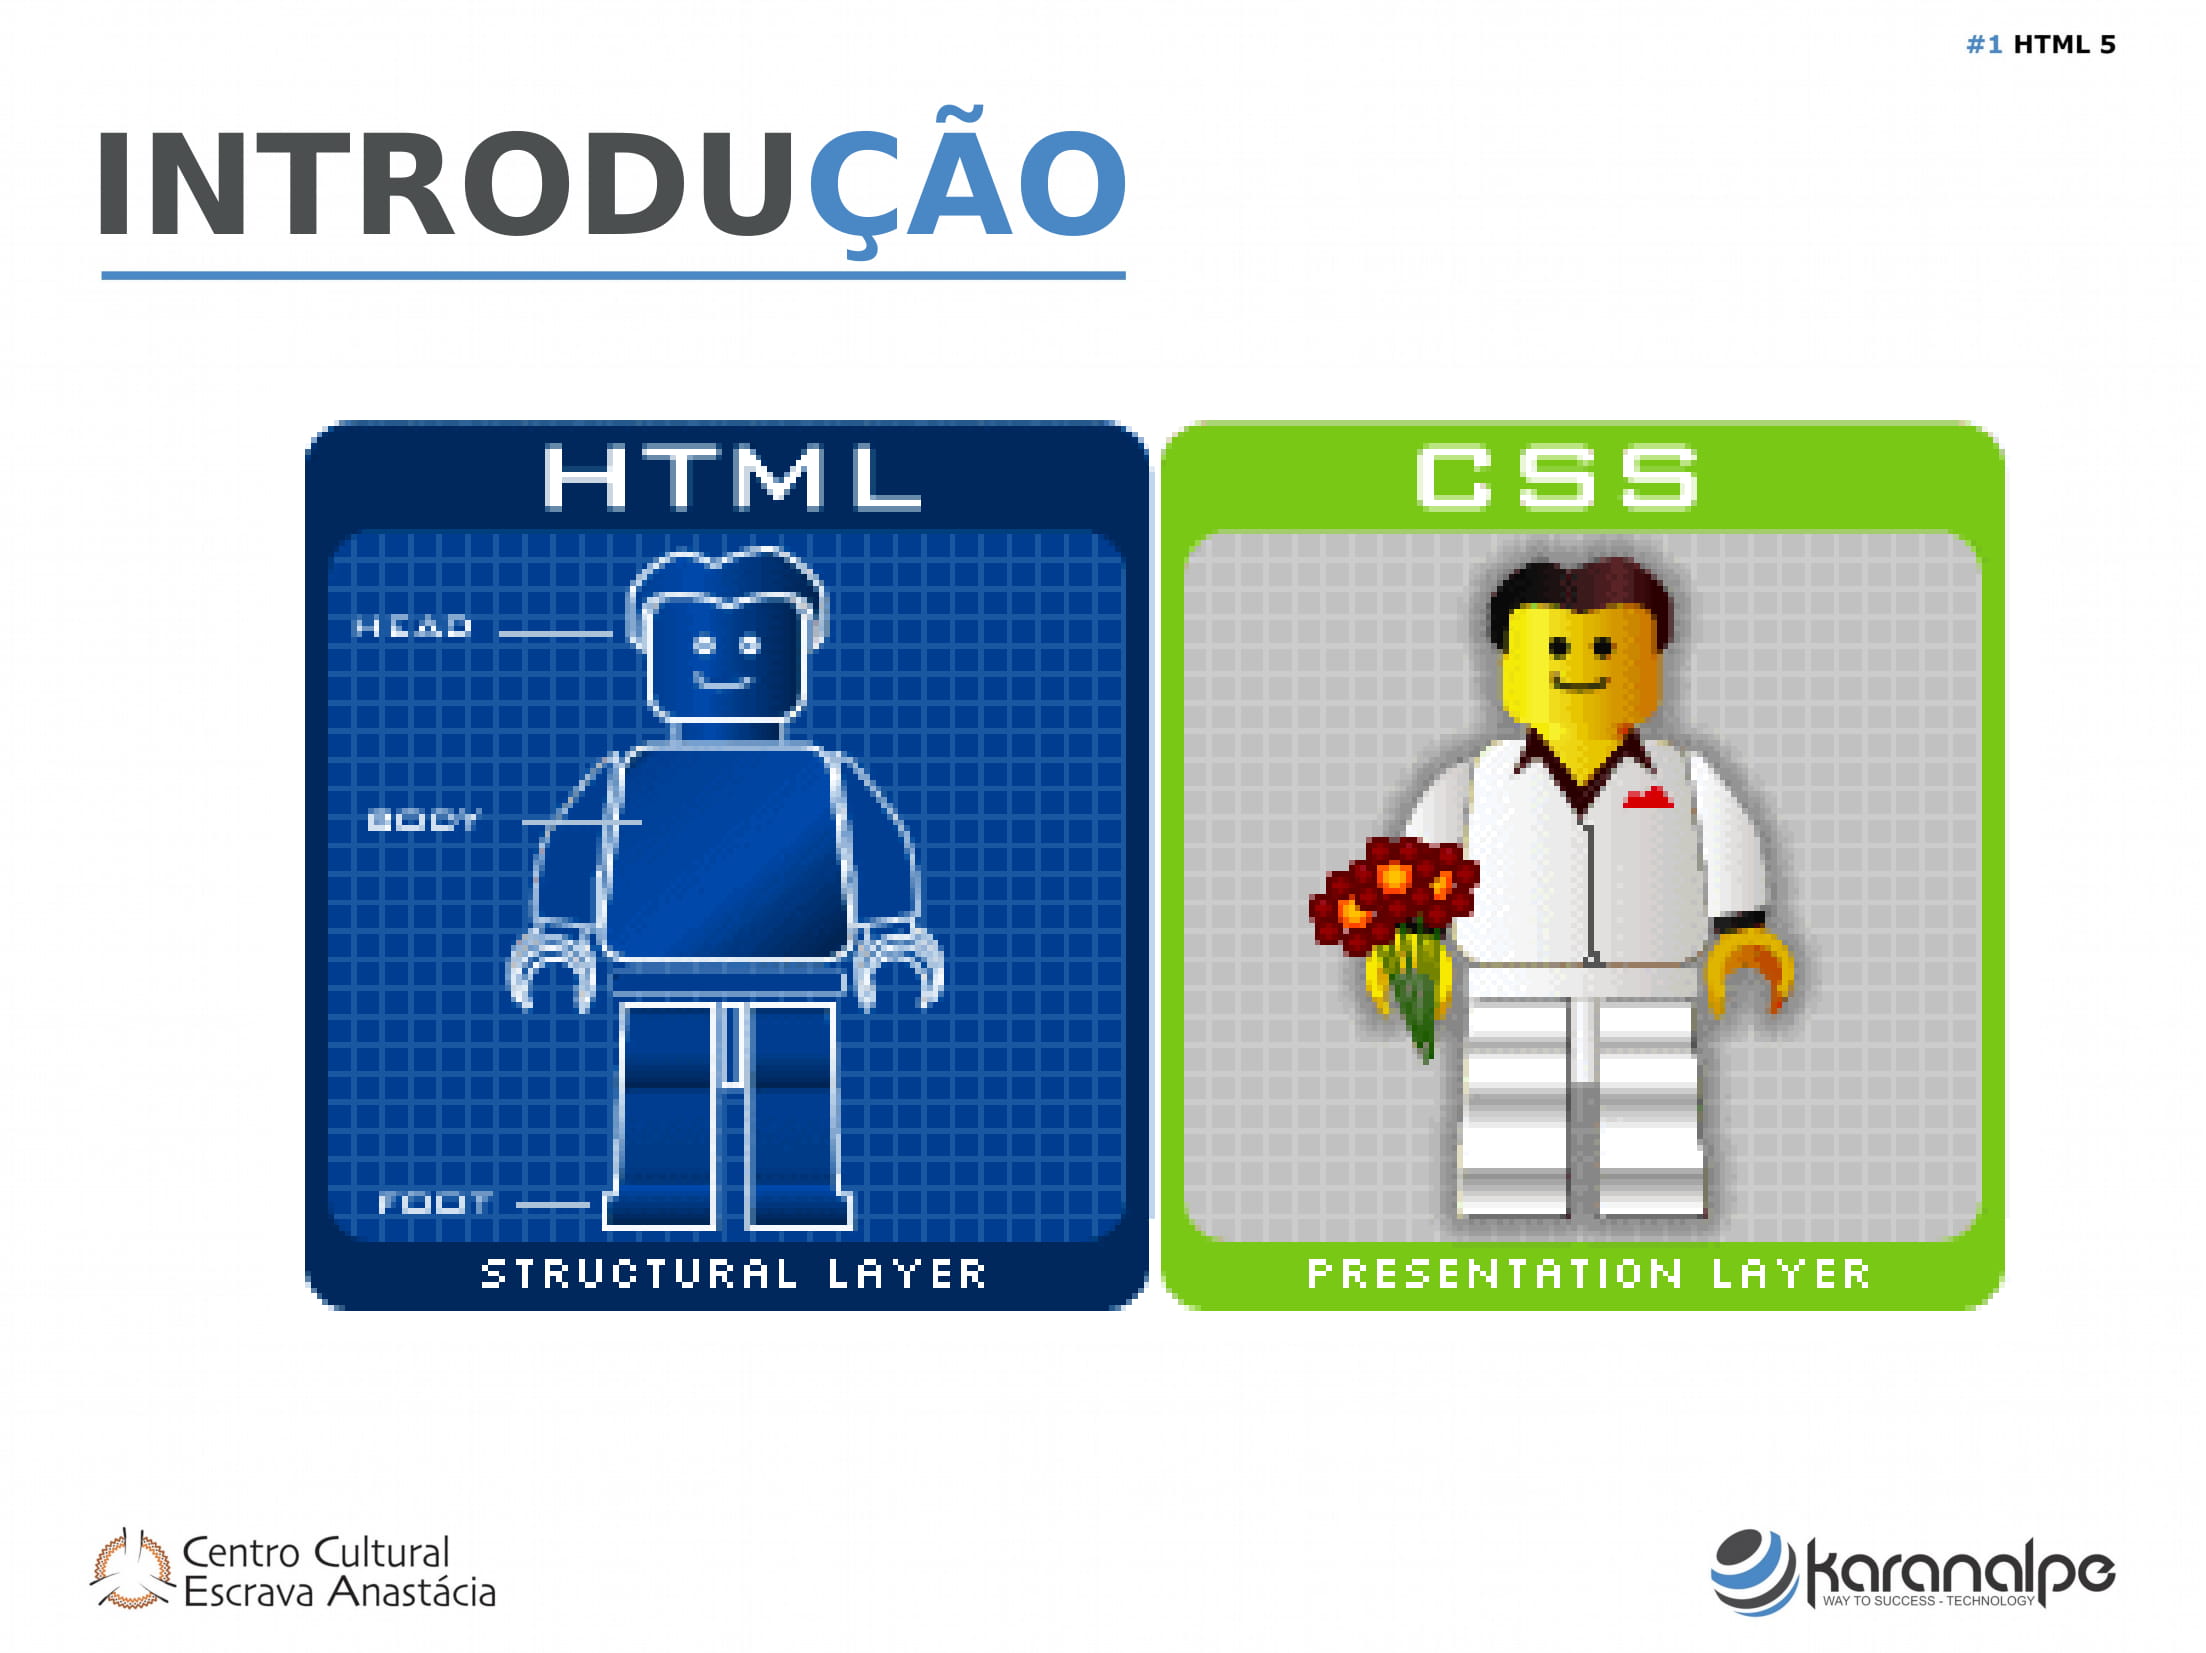 #1 HTML 5
INTRODUÇÃO
HTML
HEAD
BODY
FOOT
STRUCTURAL LAYER
CSS
PRESENTATION LAYER
Centro Cultural
Escrava Anastácia
karanalpe
WAY TO SUCCESS - TECHNOLOGY